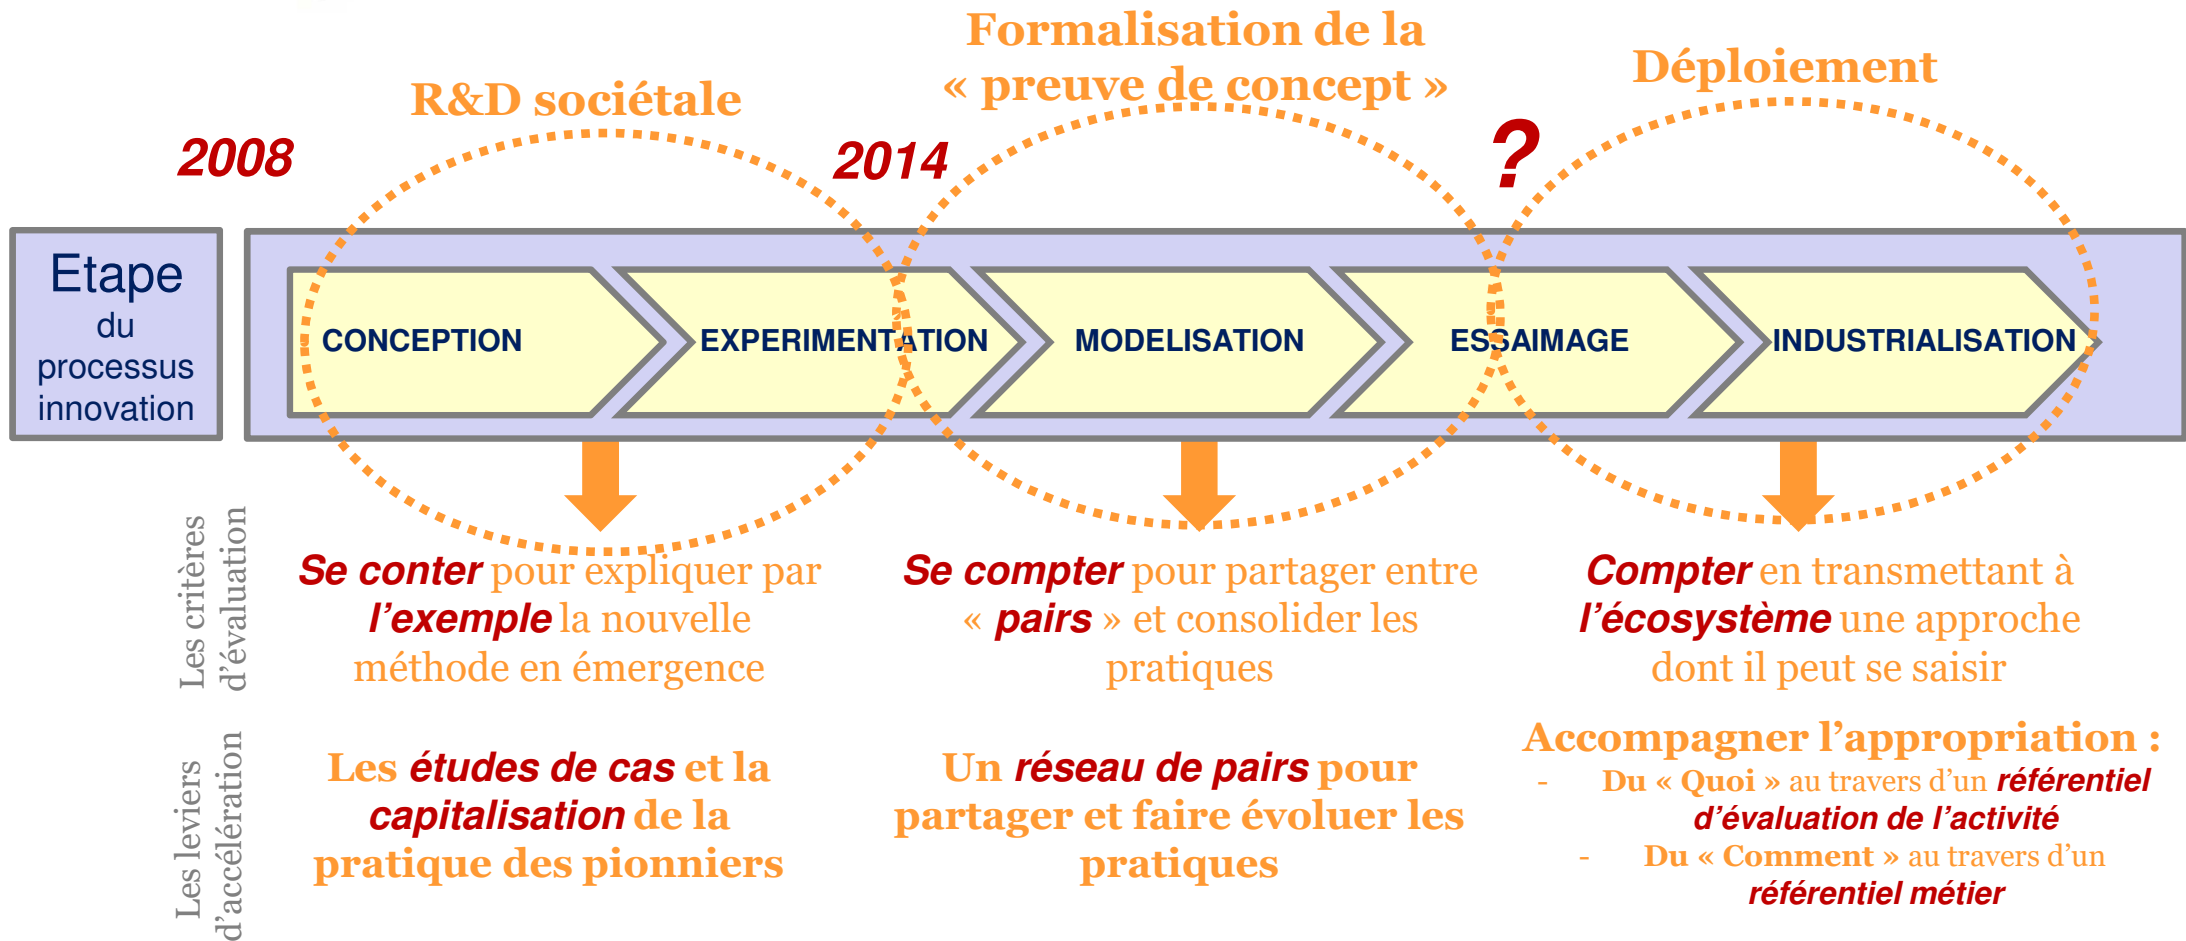 Formalisation de la
« preuve de concept »
R&D sociétale
Déploiement
2008
2014
?
Etape
du
processus
innovation
CONCEPTION
EXPERIMENTATION
MODELISATION
ESSAIMAGE
INDUSTRIALISATION
Les critères
d’évaluation
Se conter pour expliquer par
l’exemple la nouvelle
méthode en émergence
Se compter pour partager entre
« pairs » et consolider les
pratiques
Compter en transmettant à
l’écosystème une approche
dont il peut se saisir
Les leviers
d’accélération
Les études de cas et la
capitalisation de la
pratique des pionniers
Un réseau de pairs pour
partager et faire évoluer les
pratiques
Accompagner l’appropriation :
- Du « Quoi » au travers d’un référentiel
d’évaluation de l’activité
- Du « Comment » au travers d’un
référentiel métier